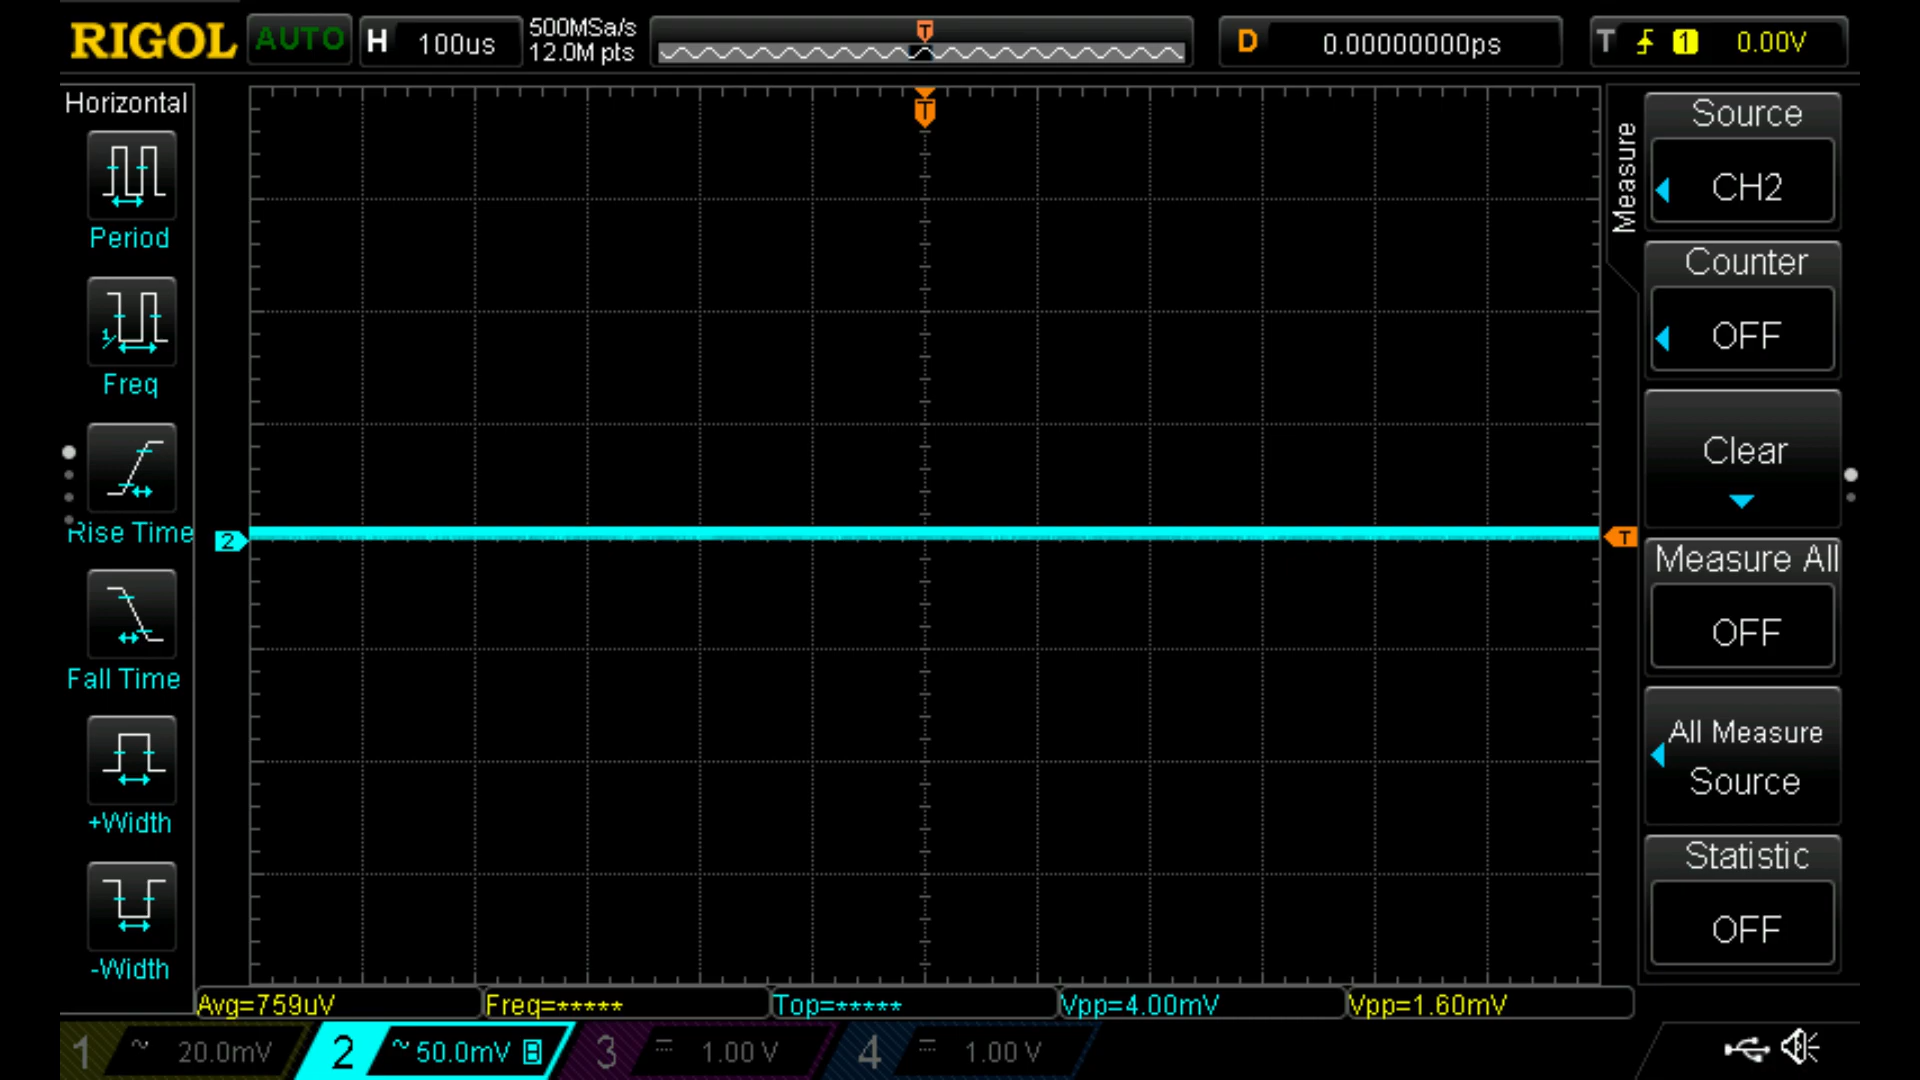 RIGOL AUTO H 100us 500MSa/s 12.0M pts T D 0.00000000ps T 1 0.00V
Horizontal
Period
Freq
Rise Time
Fall Time
+Width
-Width
T
2
T
Measure
Source
CH2
Counter
OFF
Clear
Measure All
OFF
All Measure
Source
Statistic
OFF
Avg=759uV Freq=***** Top=***** Vpp=4.00mV Vpp=1.60mV
1 ~ 20.0mV 2 ~ 50.0mV B 3 1.00 V 4 1.00 V